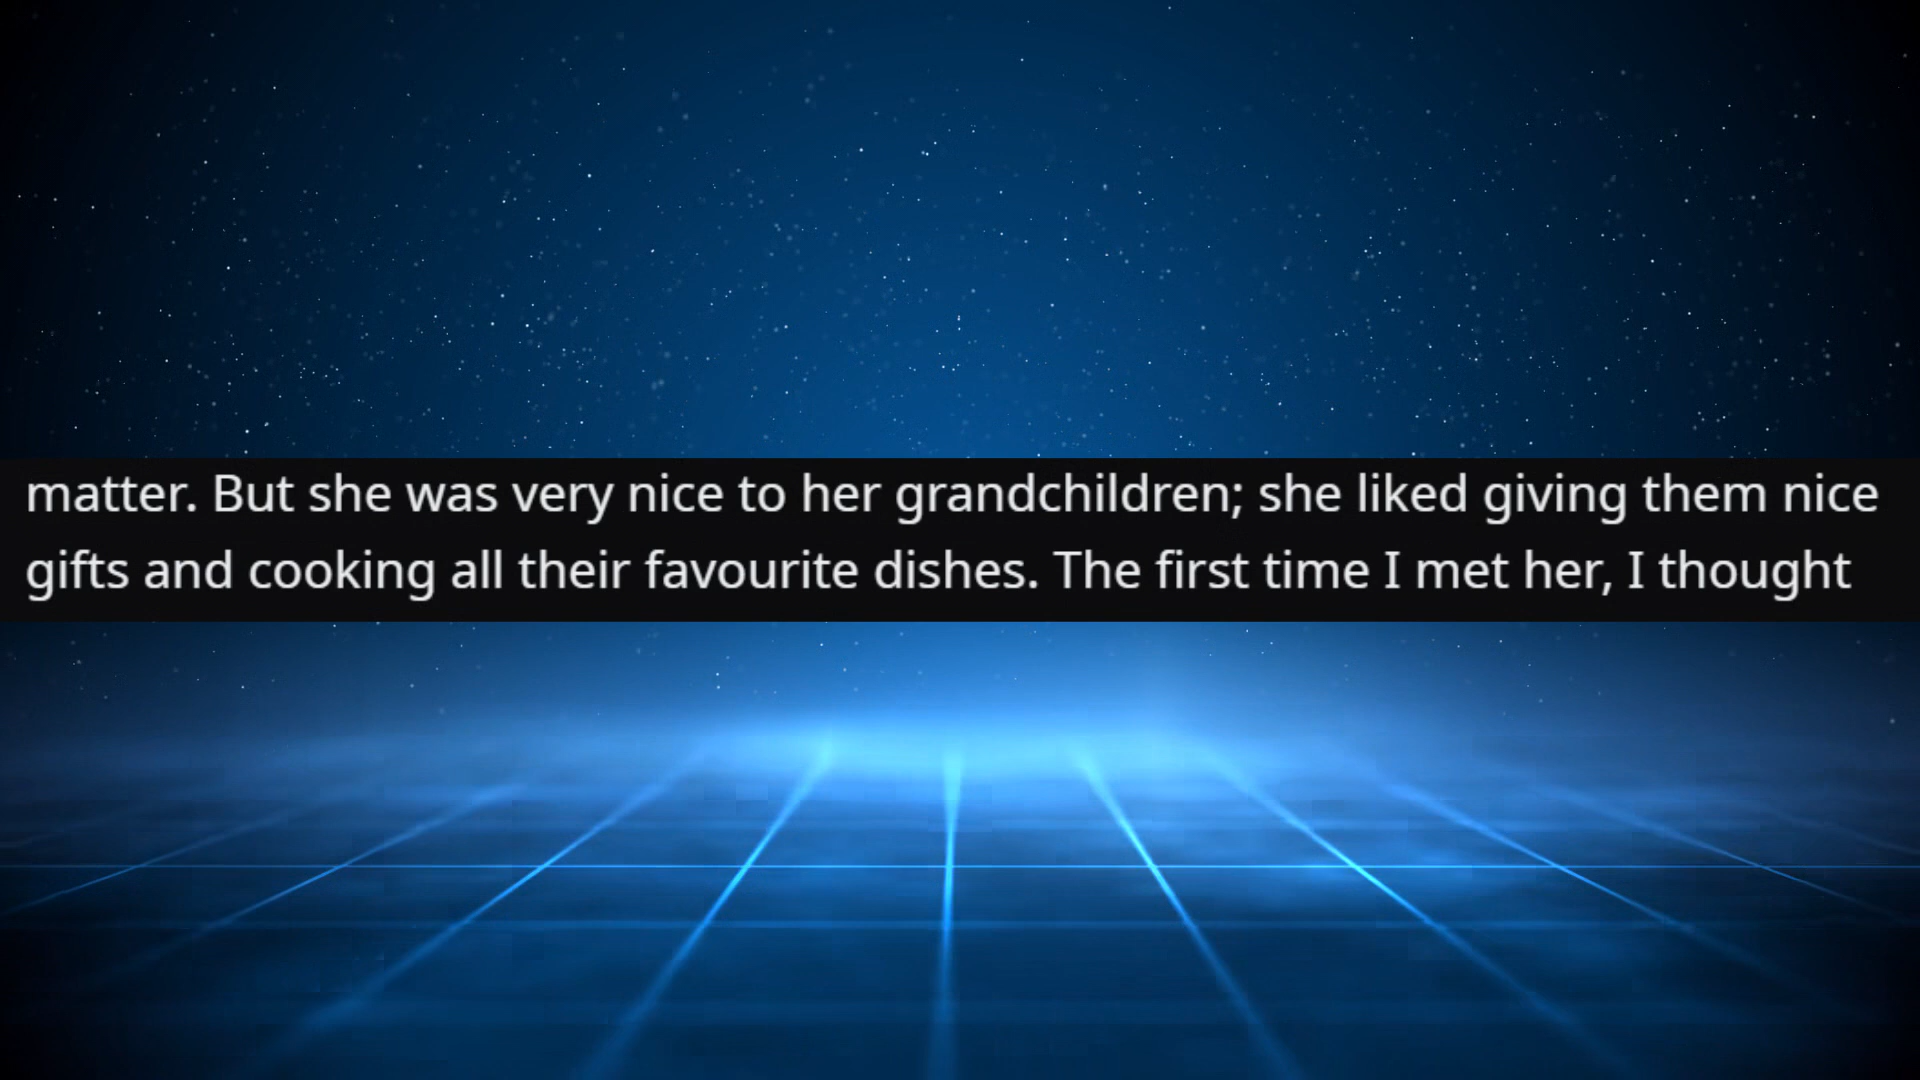 matter. But she was very nice to her grandchildren; she liked giving them nice
gifts and cooking all their favourite dishes. The first time I met her, I thought